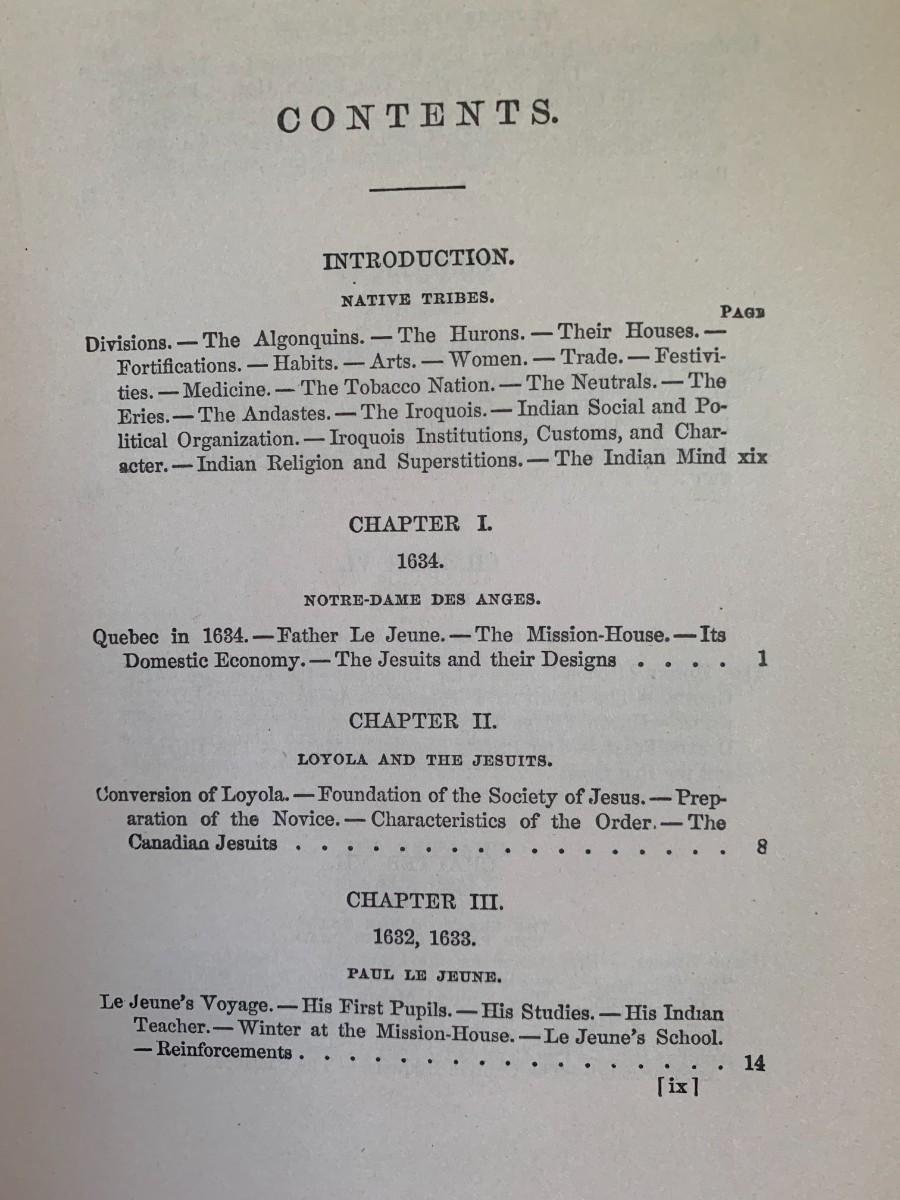 CONTENTS.
INTRODUCTION.
NATIVE TRIBES.
PAGE
Divisions. — The Algonquins. — The Hurons. — Their Houses. —
Fortifications. — Habits. — Arts. — Women. — Trade. — Festivi-
ties. — Medicine. — The Tobacco Nation. — The Neutrals. — The
Eries. — The Andastes. — The Iroquois. — Indian Social and Po-
litical Organization. — Iroquois Institutions, Customs, and Char-
acter. — Indian Religion and Superstitions. — The Indian Mind xix
CHAPTER I.
1634.
NOTRE-DAME DES ANGES.
Quebec in 1634. — Father Le Jeune. — The Mission-House. — Its
Domestic Economy. — The Jesuits and their Designs . . . . 1
CHAPTER II.
LOYOLA AND THE JESUITS.
Conversion of Loyola. — Foundation of the Society of Jesus. — Prep-
aration of the Novice. — Characteristics of the Order. — The
Canadian Jesuits . . . . . . . . . . . . . . . . . 8
CHAPTER III.
1632, 1633.
PAUL LE JEUNE.
Le Jeune's Voyage. — His First Pupils. — His Studies. — His Indian
Teacher. — Winter at the Mission-House. — Le Jeune's School.
— Reinforcements . . . . . . . . . . . . . . . . . 14
[ix]